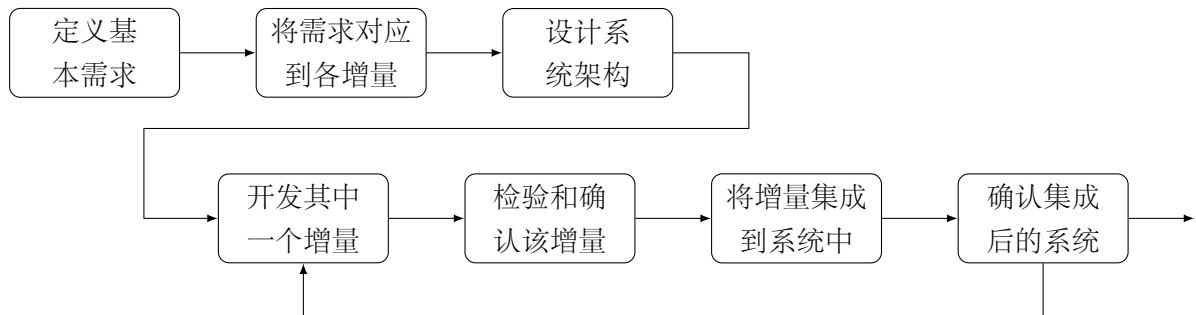 定义基
本需求
将需求对应
到各增量
设计系
统架构
开发其中
一个增量
检验和确
认该增量
将增量集成
到系统中
确认集成
后的系统